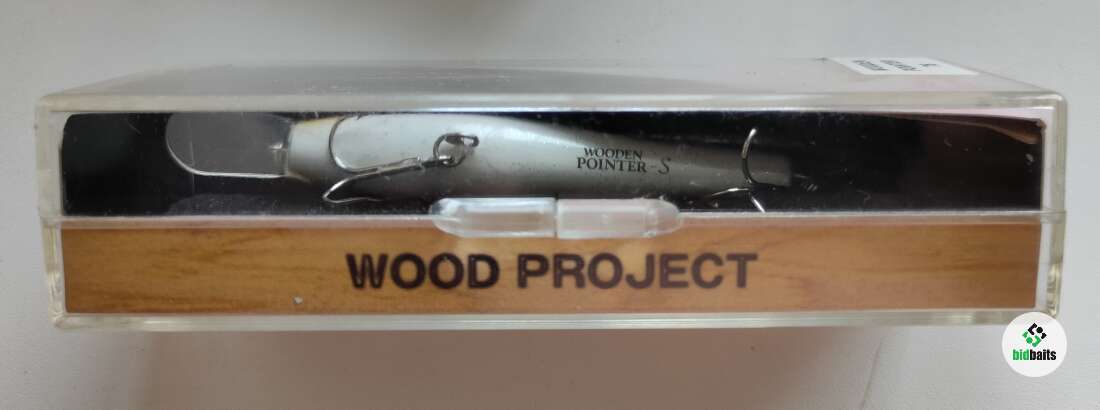 WOODEN
POINTER-S
WOOD PROJECT
bidbaits